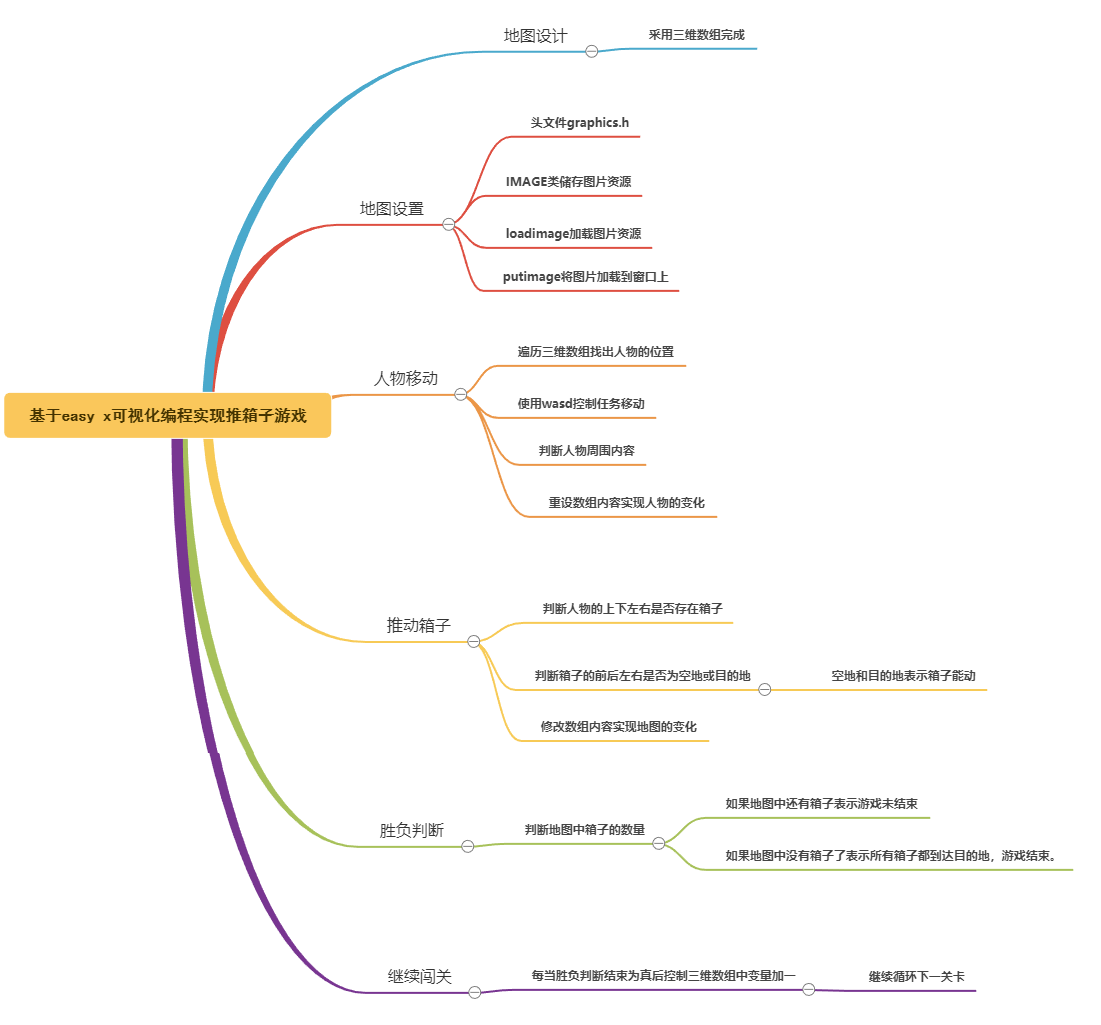 基于easy x可视化编程实现推箱子游戏
地图设计
采用三维数组完成
地图设置
头文件graphics.h
IMAGE类储存图片资源
loadimage加载图片资源
putimage将图片加载到窗口上
人物移动
遍历三维数组找出人物的位置
使用wasd控制任务移动
判断人物周围内容
重设数组内容实现人物的变化
推动箱子
判断人物的上下左右是否存在箱子
判断箱子的前后左右是否为空地或目的地
空地和目的地表示箱子能动
修改数组内容实现地图的变化
胜负判断
判断地图中箱子的数量
如果地图中还有箱子表示游戏未结束
如果地图中没有箱子了表示所有箱子都到达目的地，游戏结束。
继续闯关
每当胜负判断结束为真后控制三维数组中变量加一
继续循环下一关卡